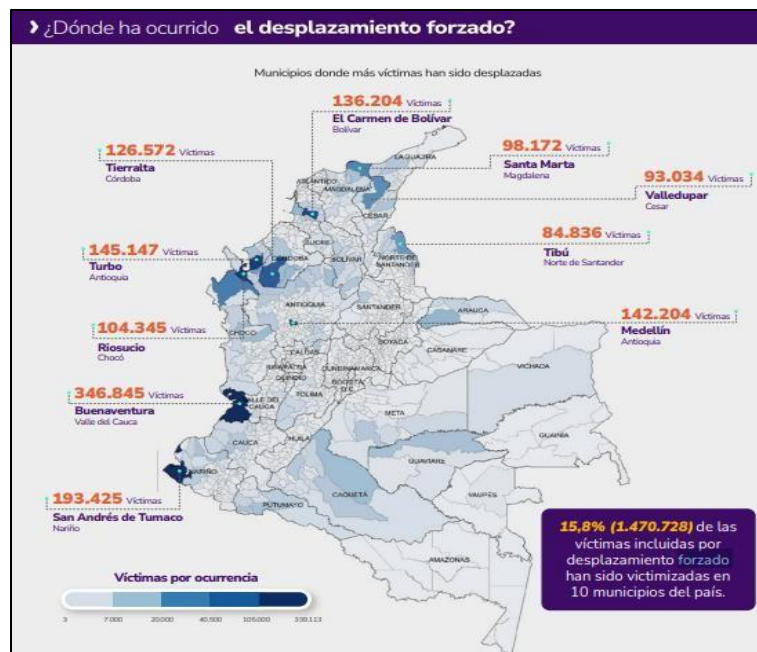 › ¿Dónde ha ocurrido el desplazamiento forzado?
Municipios donde más víctimas han sido desplazadas
136.204 Víctimas
El Carmen de Bolívar
Bolívar
126.572 Víctimas
Tierralta
Córdoba
98.172 Víctimas
Santa Marta
Magdalena
93.034 Víctimas
Valledupar
Cesar
145.147 Víctimas
Turbo
Antioquia
84.836 Víctimas
Tibú
Norte de Santander
104.345 Víctimas
Riosucio
Chocó
142.204 Víctimas
Medellín
Antioquia
346.845 Víctimas
Buenaventura
Valle del Cauca
193.425 Víctimas
San Andrés de Tumaco
Nariño
LA GUAJIRA
ATLÁNTICO
MAGDALENA
CESAR
SUCRE
CÓRDOBA
BOLÍVAR
NORTE DE
SANTANDER
ANTIOQUIA
SANTANDER
ARAUCA
CHOCÓ
BOYACÁ
CASANARE
CALDAS
RISARALDA
CUNDINAMARCA
QUINDÍO
BOGOTÁ
D.C.
VICHADA
TOLIMA
VALLE DEL
CAUCA
META
CAUCA
HUILA
GUAINÍA
GUAVIARE
NARIÑO
CAQUETÁ
VAUPÉS
PUTUMAYO
AMAZONAS
15,8% (1.470.728) de las
víctimas incluidas por
desplazamiento forzado
han sido victimizadas en
10 municipios del país.
Víctimas por ocurrencia
3 7.000 20.000 40.500 105.000 330.113